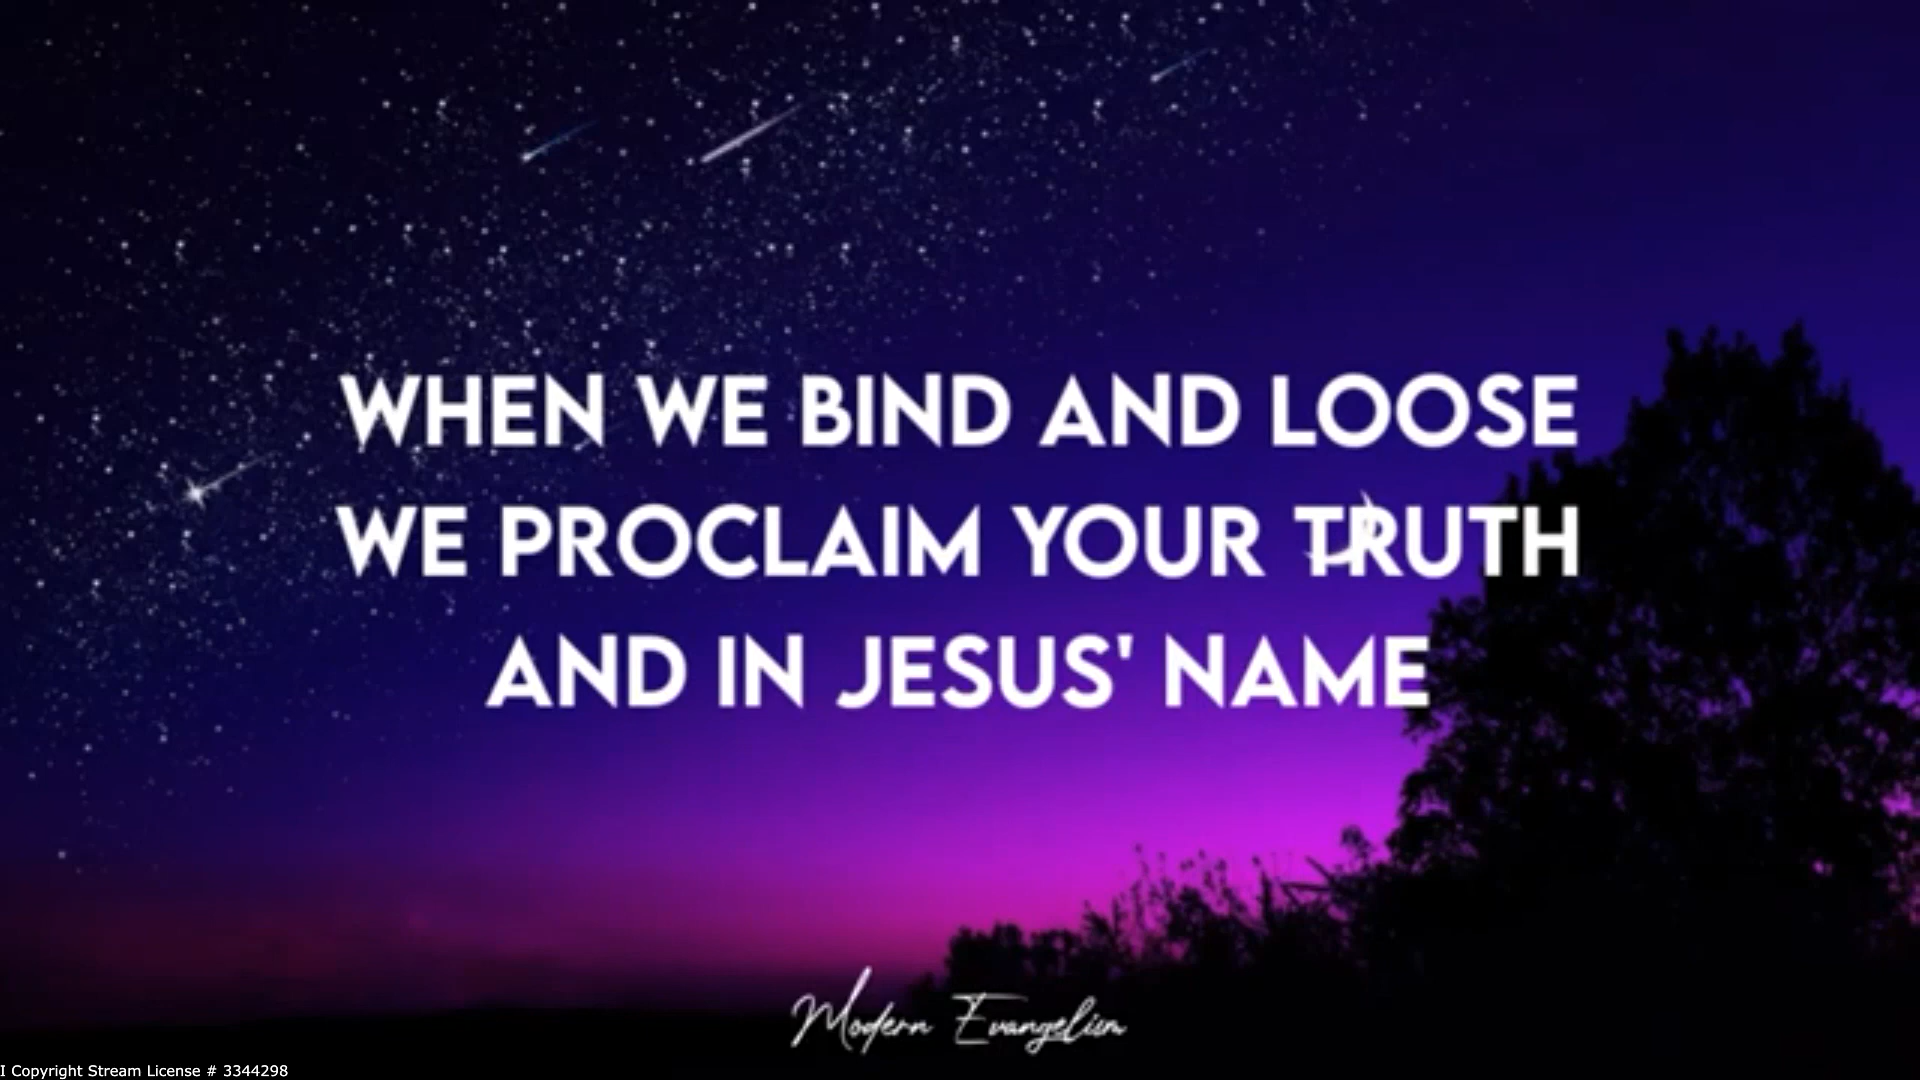 WHEN WE BIND AND LOOSE
WE PROCLAIM YOUR TRUTH
AND IN JESUS' NAME
Modern Evangelism
I Copyright Stream License # 3344298